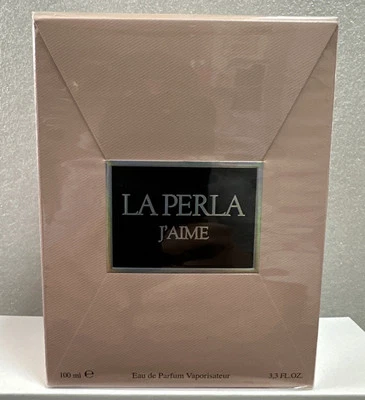 LA PERLA
J'AIME
100 ml ℮ Eau de Parfum Vaporisateur 3,3 FL.OZ.